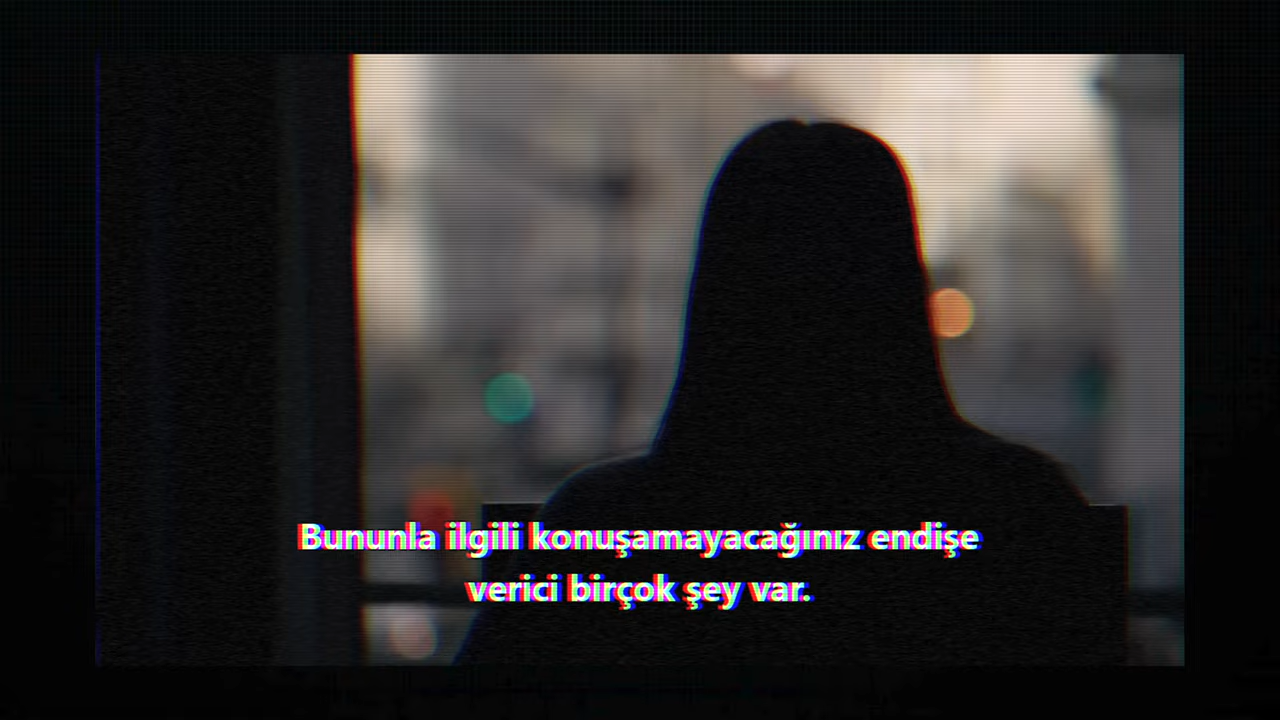 Bununla ilgili konuşamayacağınız endişe
verici birçok şey var.